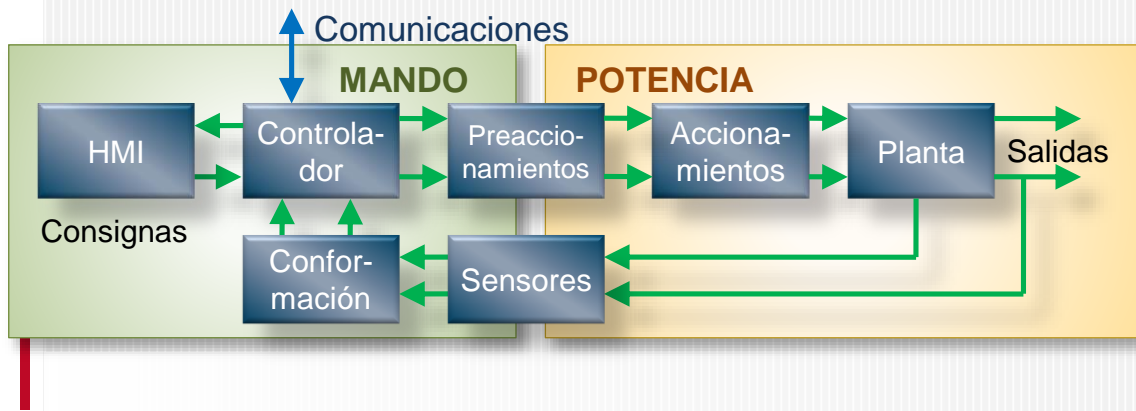 Comunicaciones
MANDO
POTENCIA
HMI
Controla-
dor
Preaccio-
namientos
Acciona-
mientos
Planta
Salidas
Consignas
Confor-
mación
Sensores